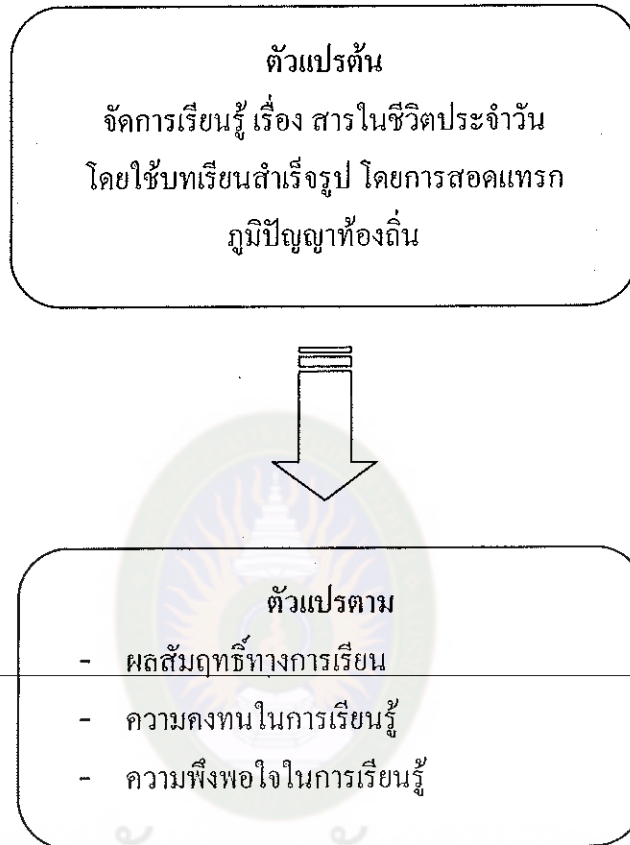 ตัวแปรต้น
จัดการเรียนรู้ เรื่อง สารในชีวิตประจำวัน
โดยใช้บทเรียนสำเร็จรูป โดยการสอดแทรก
ภูมิปัญญาท้องถิ่น
ตัวแปรตาม
- ผลสัมฤทธิ์ทางการเรียน
- ความคงทนในการเรียนรู้
- ความพึงพอใจในการเรียนรู้